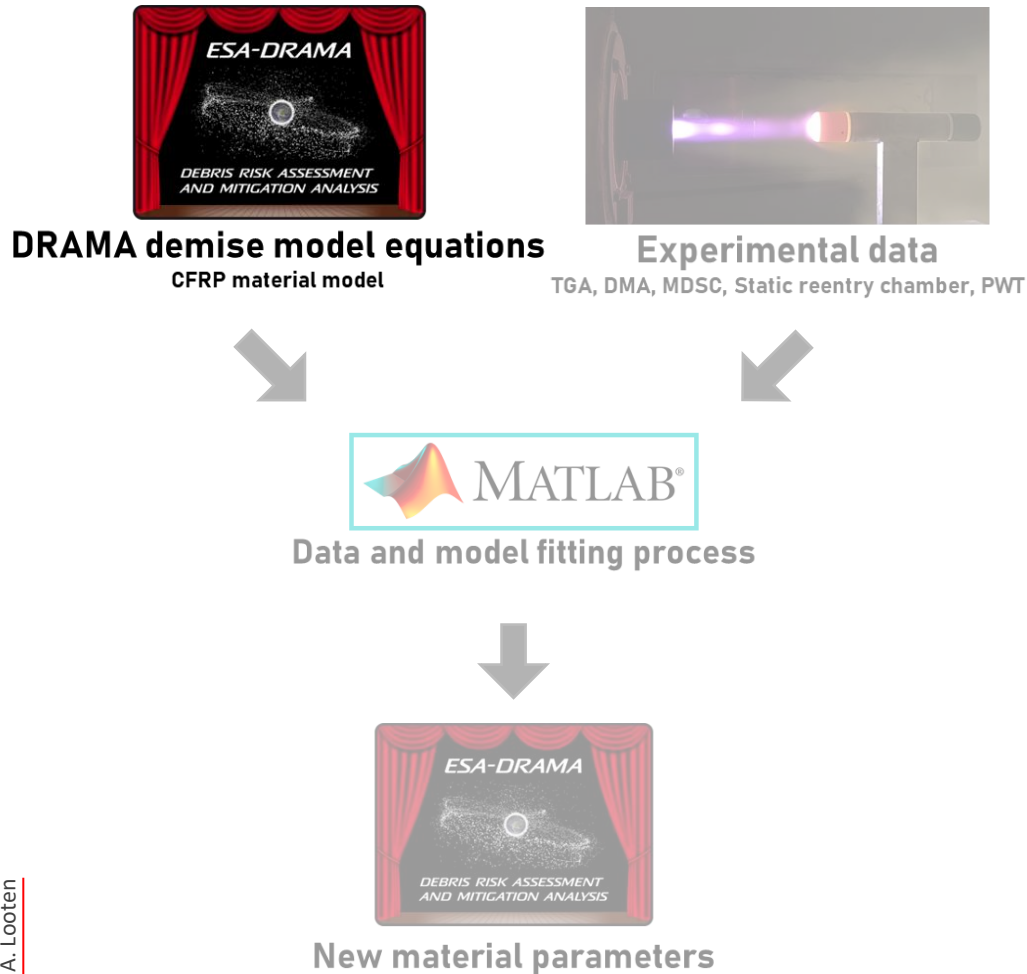 ESA-DRAMA
DEBRIS RISK ASSESSMENT
AND MITIGATION ANALYSIS
DRAMA demise model equations
CFRP material model
Experimental data
TGA, DMA, MDSC, Static reentry chamber, PWT
MATLAB®
Data and model fitting process
ESA-DRAMA
DEBRIS RISK ASSESSMENT
AND MITIGATION ANALYSIS
New material parameters
A. Looten